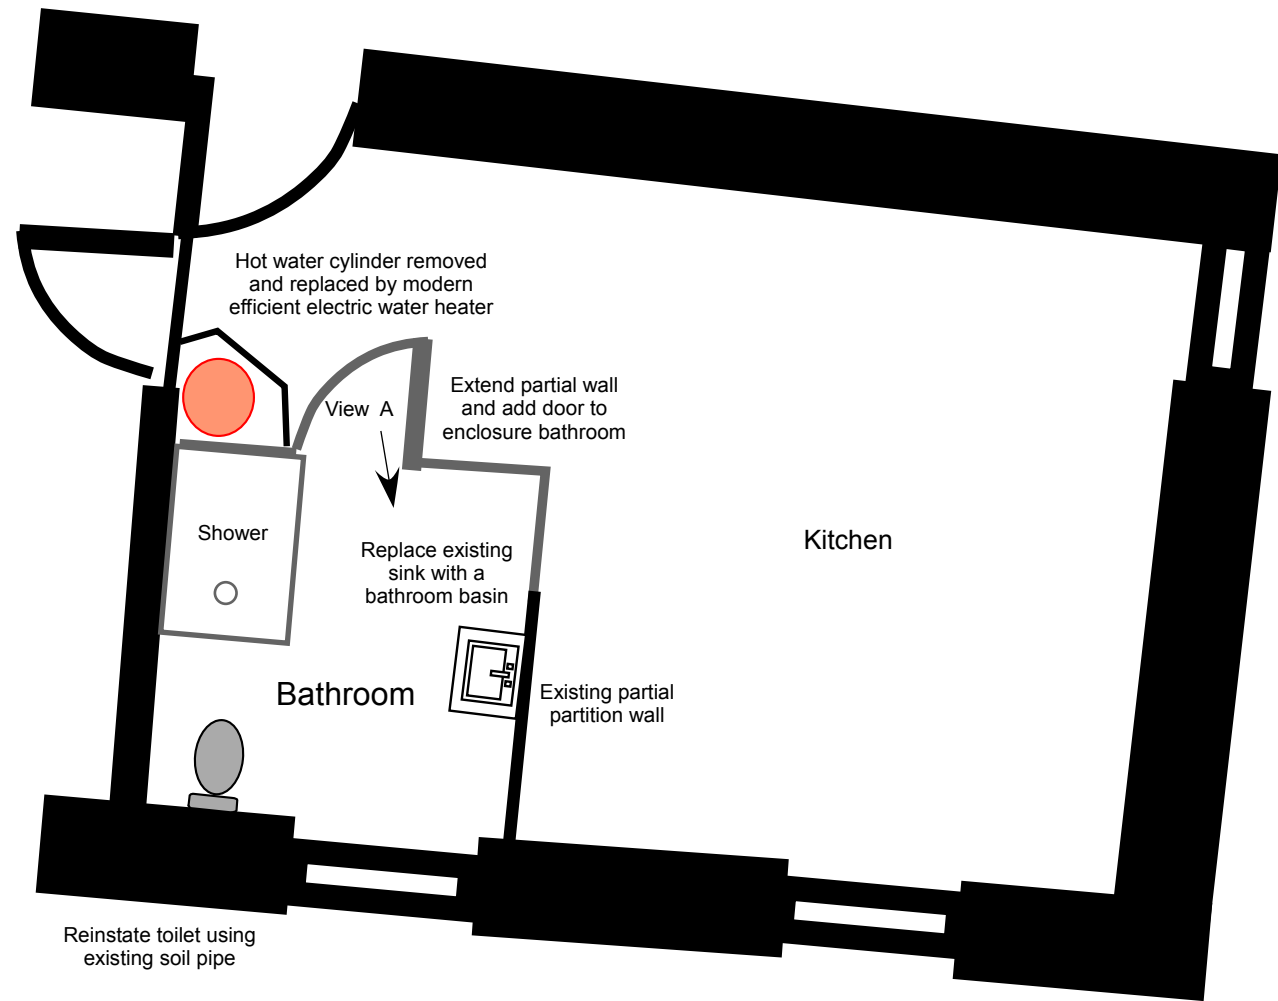 Hot water cylinder removed
and replaced by modern
efficient electric water heater
View A
Extend partial wall
and add door to
enclosure bathroom
Shower
Replace existing
sink with a
bathroom basin
Kitchen
Bathroom
Existing partial
partition wall
Reinstate toilet using
existing soil pipe